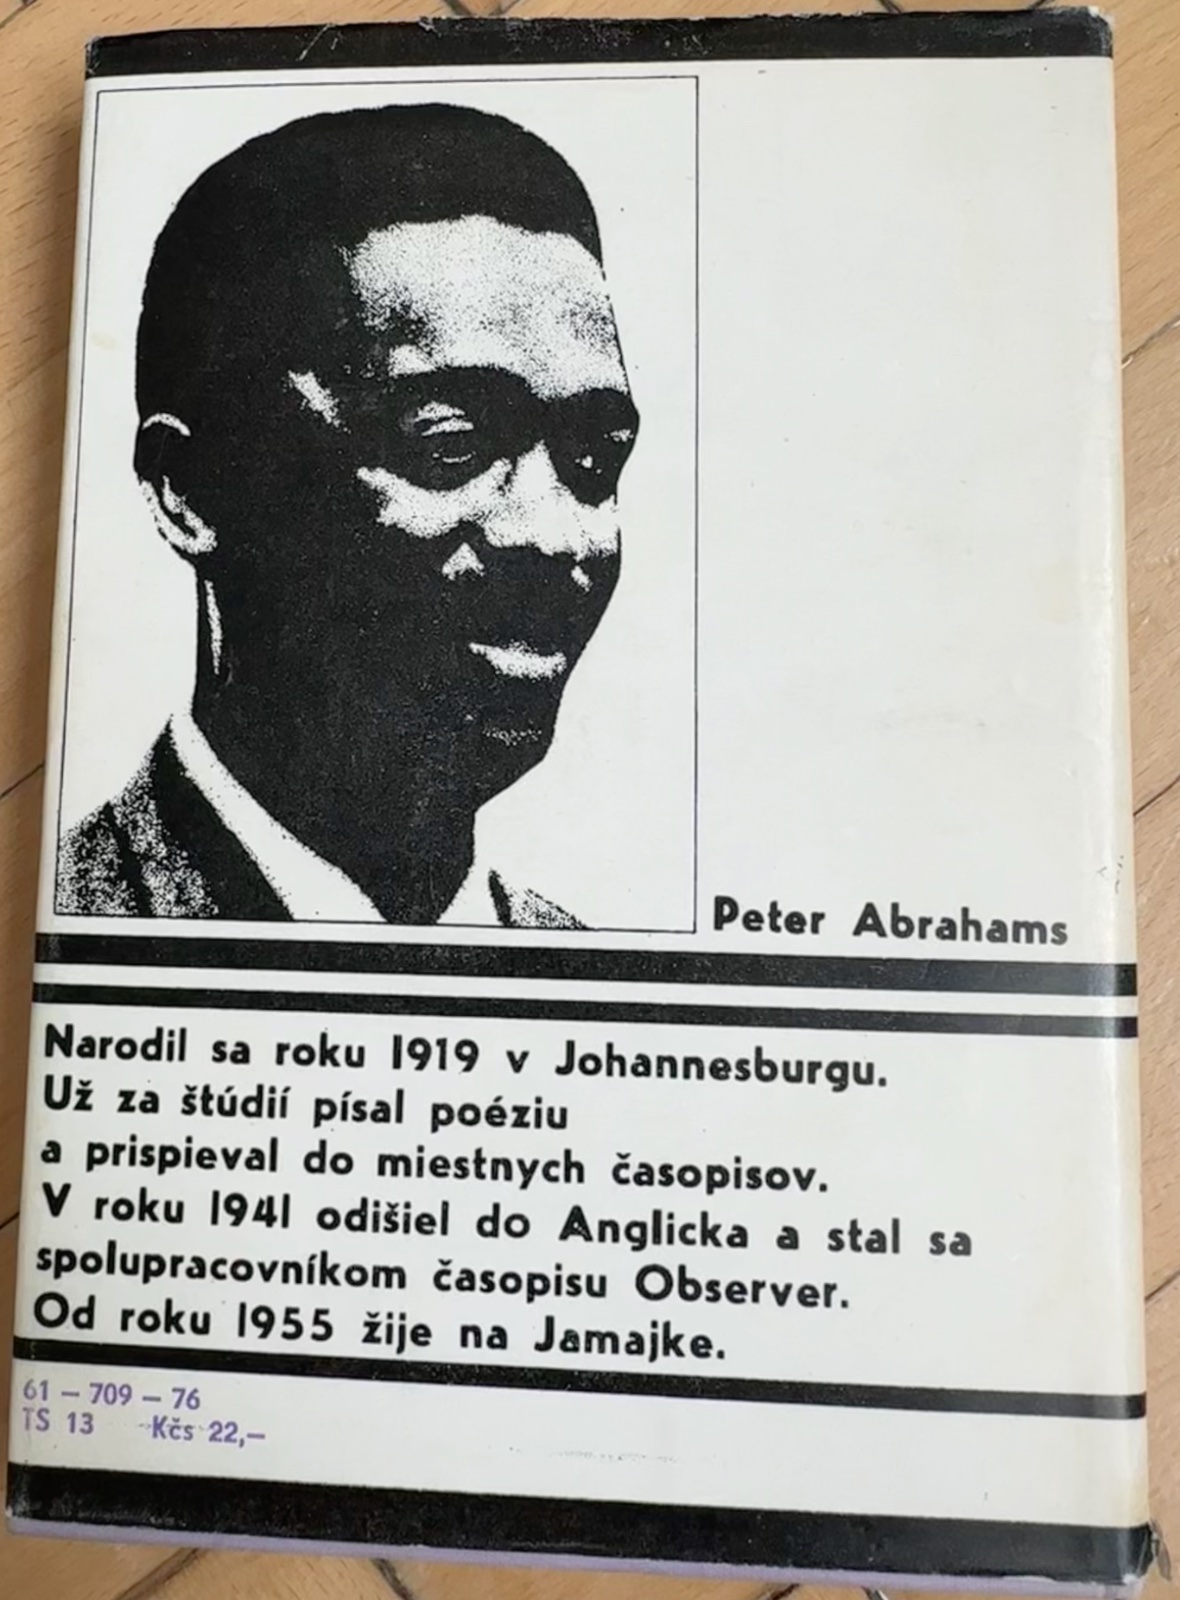 Peter Abrahams
Narodil sa roku 1919 v Johannesburgu.
Už za štúdií písal poéziu
a prispieval do miestnych časopisov.
V roku 1941 odišiel do Anglicka a stal sa
spolupracovníkom časopisu Observer.
Od roku 1955 žije na Jamajke.
61 – 709 – 76
TS 13 Kčs 22,–